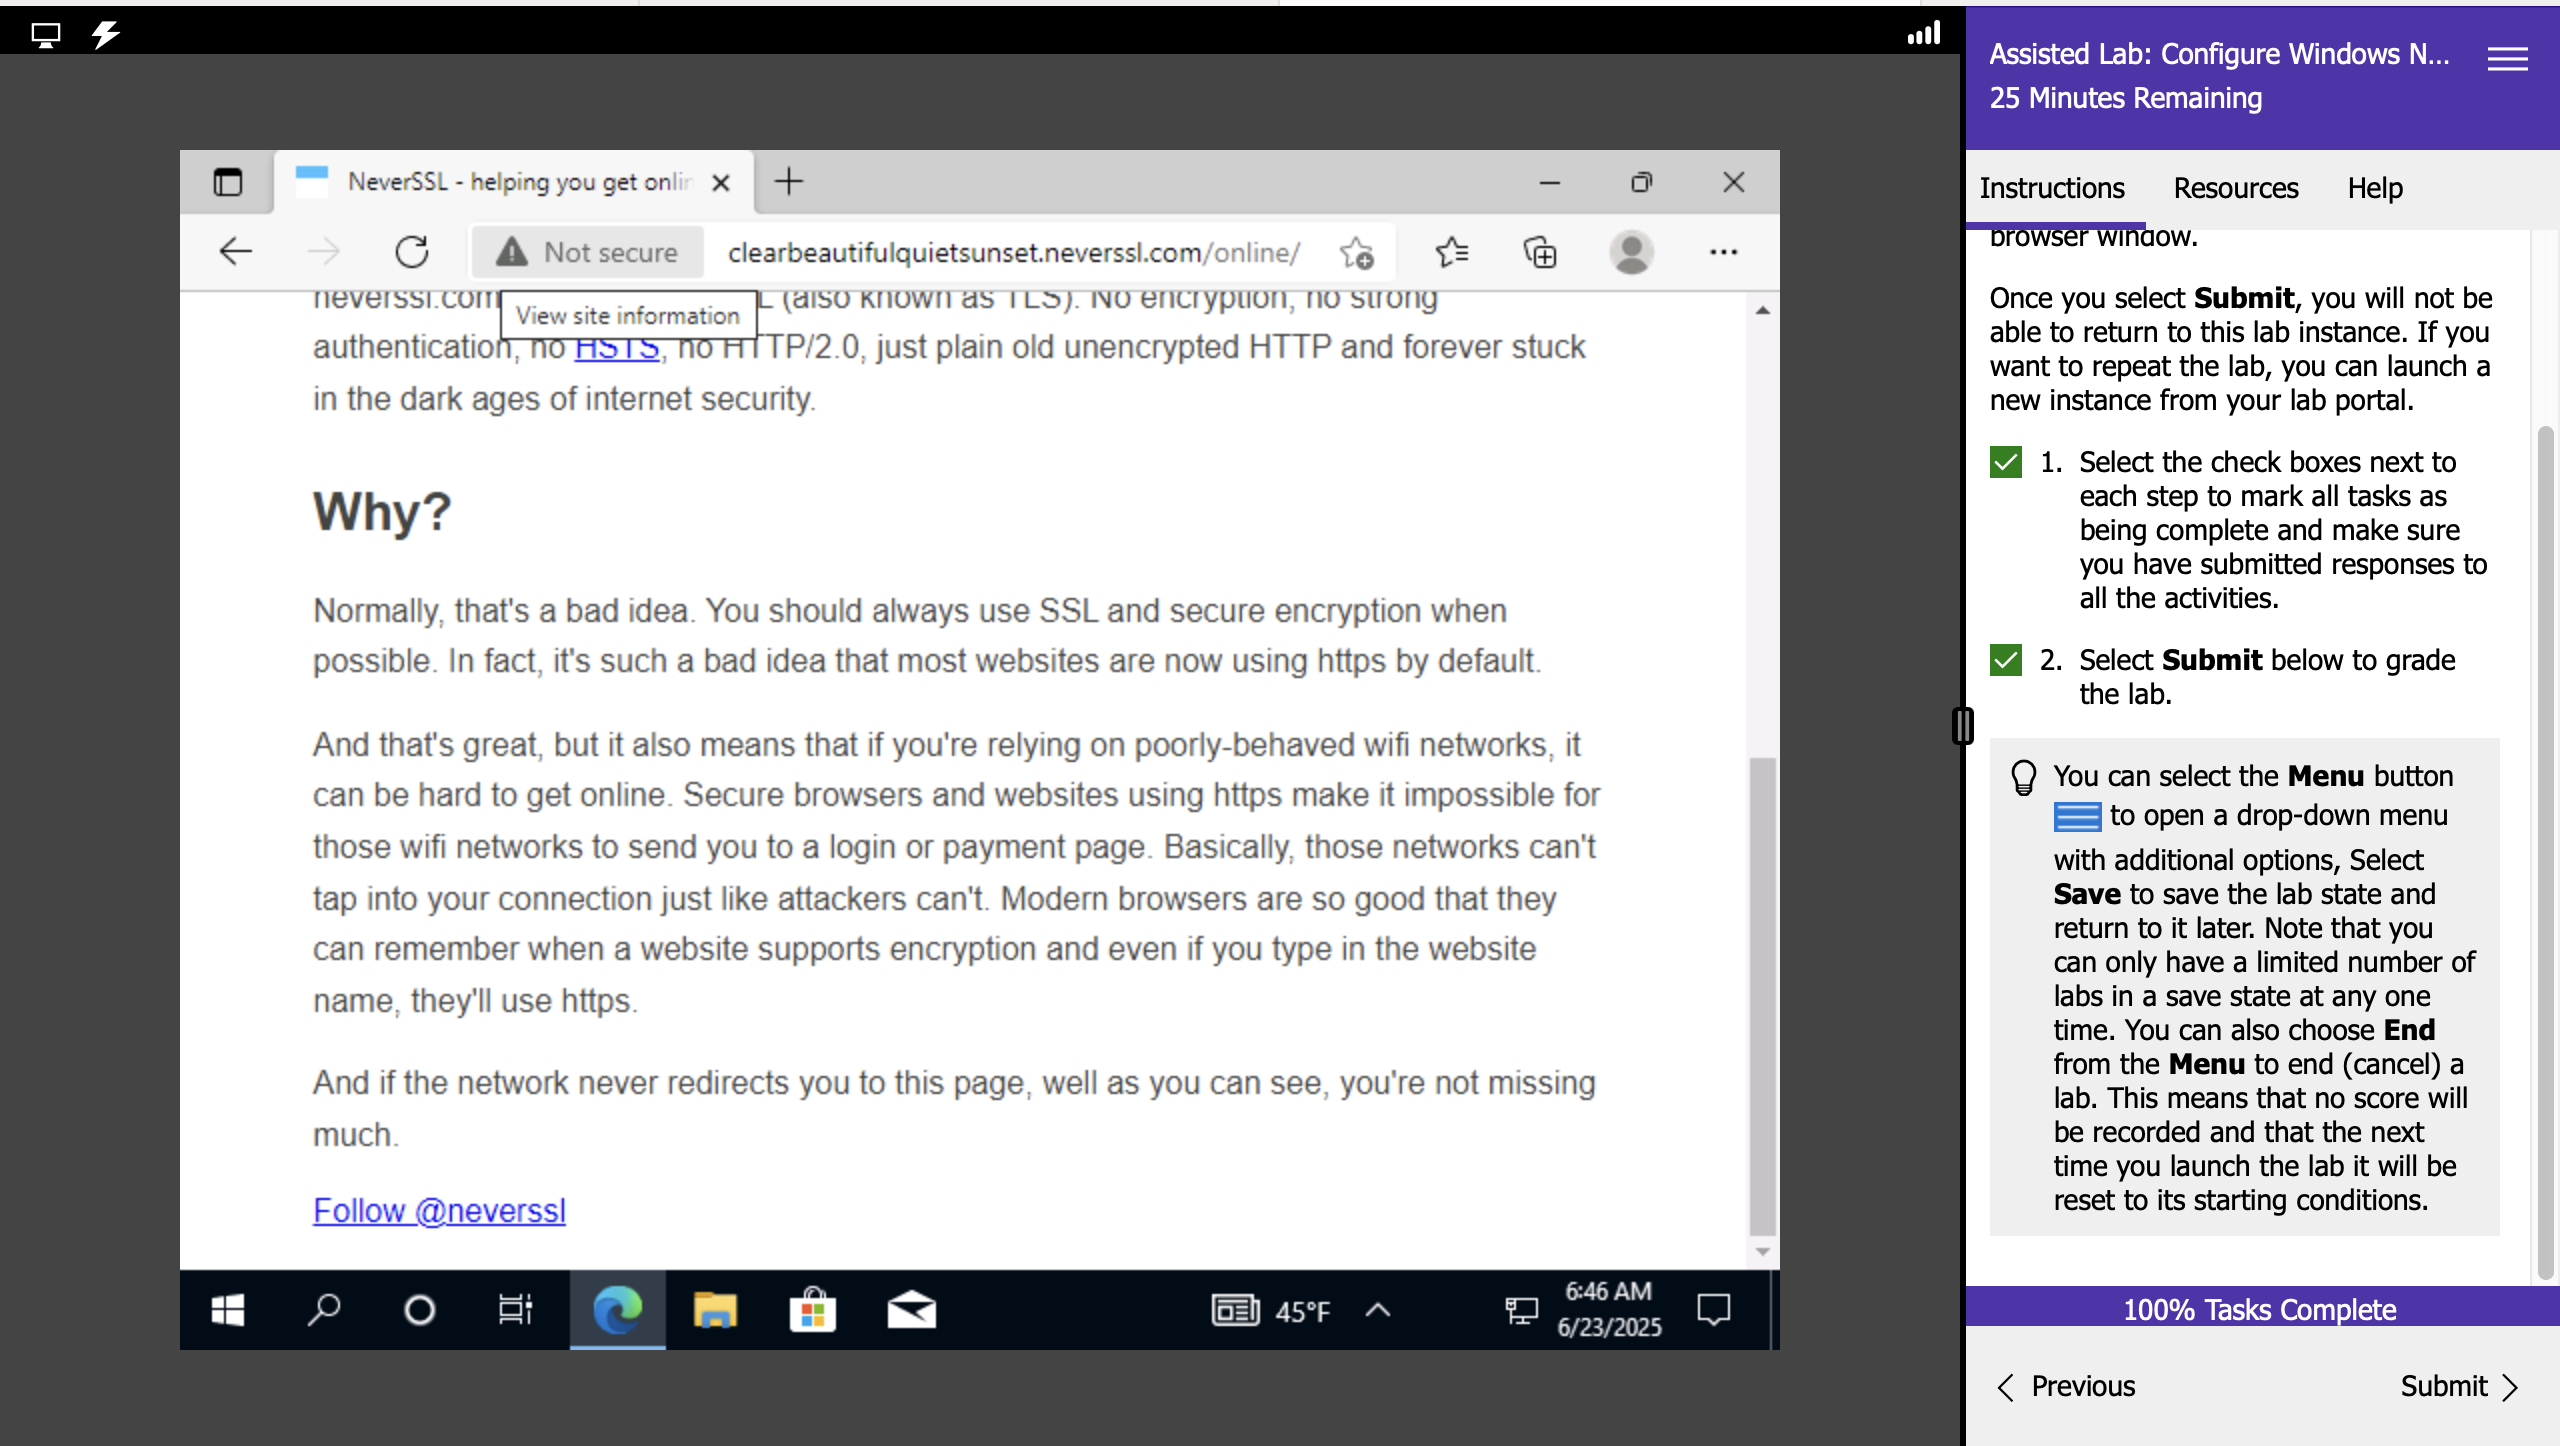 NeverSSL - helping you get onlin
Not secure
clearbeautifulquietsunset.neverssl.com/online/
View site information
neverssl.com L (also known as TLS). No encryption, no strong
authentication, no HSTS, no HTTP/2.0, just plain old unencrypted HTTP and forever stuck
in the dark ages of internet security.
Why?
Normally, that's a bad idea. You should always use SSL and secure encryption when
possible. In fact, it's such a bad idea that most websites are now using https by default.
And that's great, but it also means that if you're relying on poorly-behaved wifi networks, it
can be hard to get online. Secure browsers and websites using https make it impossible for
those wifi networks to send you to a login or payment page. Basically, those networks can't
tap into your connection just like attackers can't. Modern browsers are so good that they
can remember when a website supports encryption and even if you type in the website
name, they'll use https.
And if the network never redirects you to this page, well as you can see, you're not missing
much.
Follow @neverssl
45°F
6:46 AM
6/23/2025
Assisted Lab: Configure Windows N...
25 Minutes Remaining
Instructions Resources Help
browser window.
Once you select Submit, you will not be
able to return to this lab instance. If you
want to repeat the lab, you can launch a
new instance from your lab portal.
1. Select the check boxes next to
each step to mark all tasks as
being complete and make sure
you have submitted responses to
all the activities.
2. Select Submit below to grade
the lab.
You can select the Menu button
to open a drop-down menu
with additional options, Select
Save to save the lab state and
return to it later. Note that you
can only have a limited number of
labs in a save state at any one
time. You can also choose End
from the Menu to end (cancel) a
lab. This means that no score will
be recorded and that the next
time you launch the lab it will be
reset to its starting conditions.
100% Tasks Complete
Previous
Submit